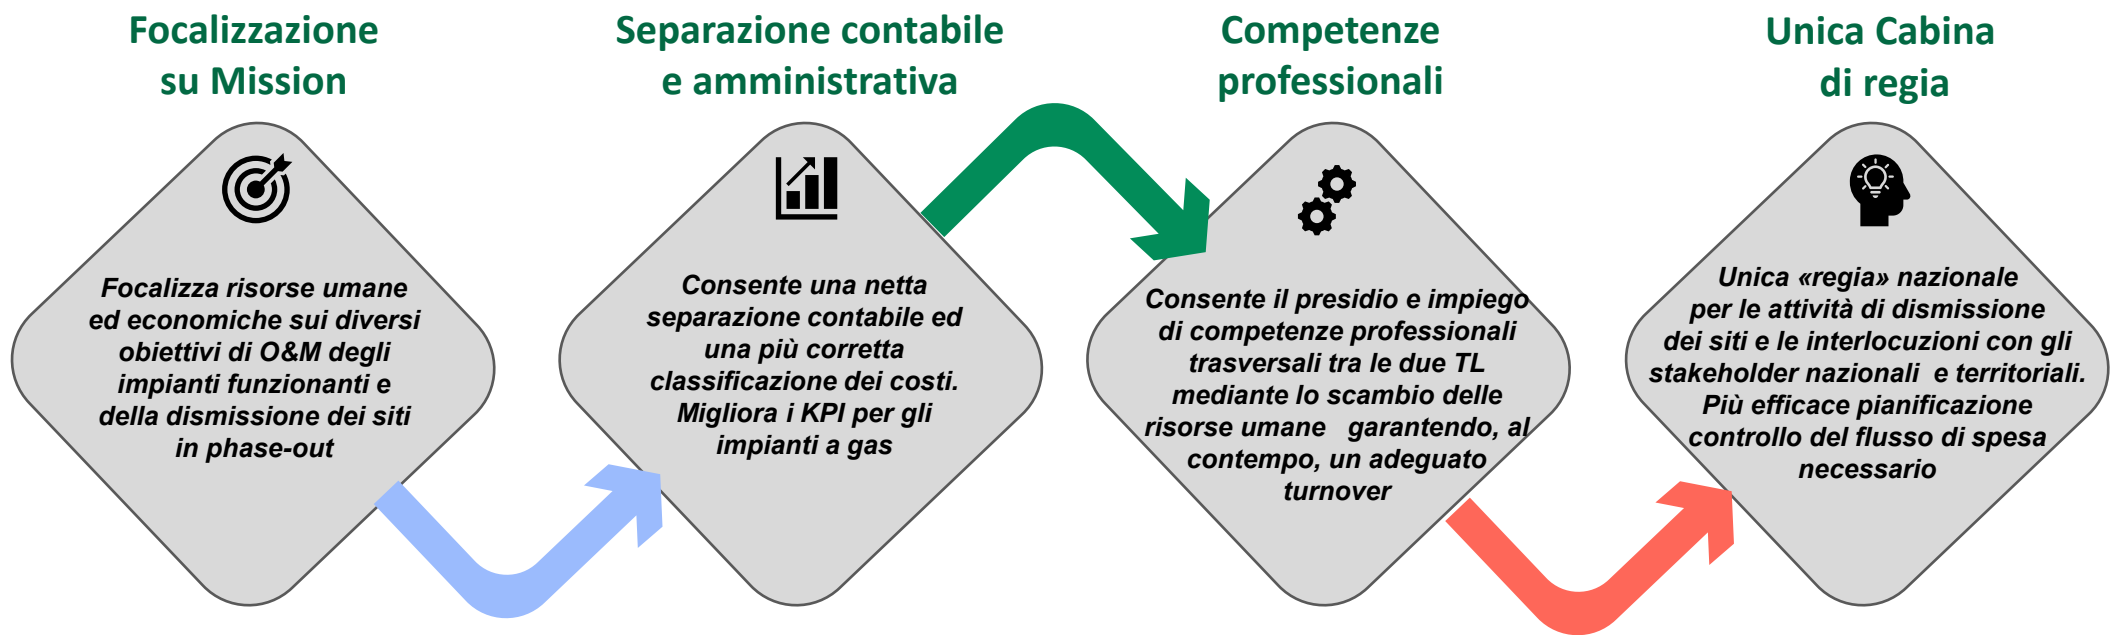 Focalizzazione
su Mission
Focalizza risorse umane
ed economiche sui diversi
obiettivi di O&M degli
impianti funzionanti e
della dismissione dei siti
in phase-out
Separazione contabile
e amministrativa
Consente una netta
separazione contabile ed
una più corretta
classificazione dei costi.
Migliora i KPI per gli
impianti a gas
Competenze
professionali
Consente il presidio e impiego
di competenze professionali
trasversali tra le due TL
mediante lo scambio delle
risorse umane   garantendo, al
contempo, un adeguato
turnover
Unica Cabina
di regia
Unica «regia» nazionale
per le attività di dismissione
dei siti e le interlocuzioni con gli
stakeholder nazionali  e territoriali.
Più efficace pianificazione
controllo del flusso di spesa
necessario